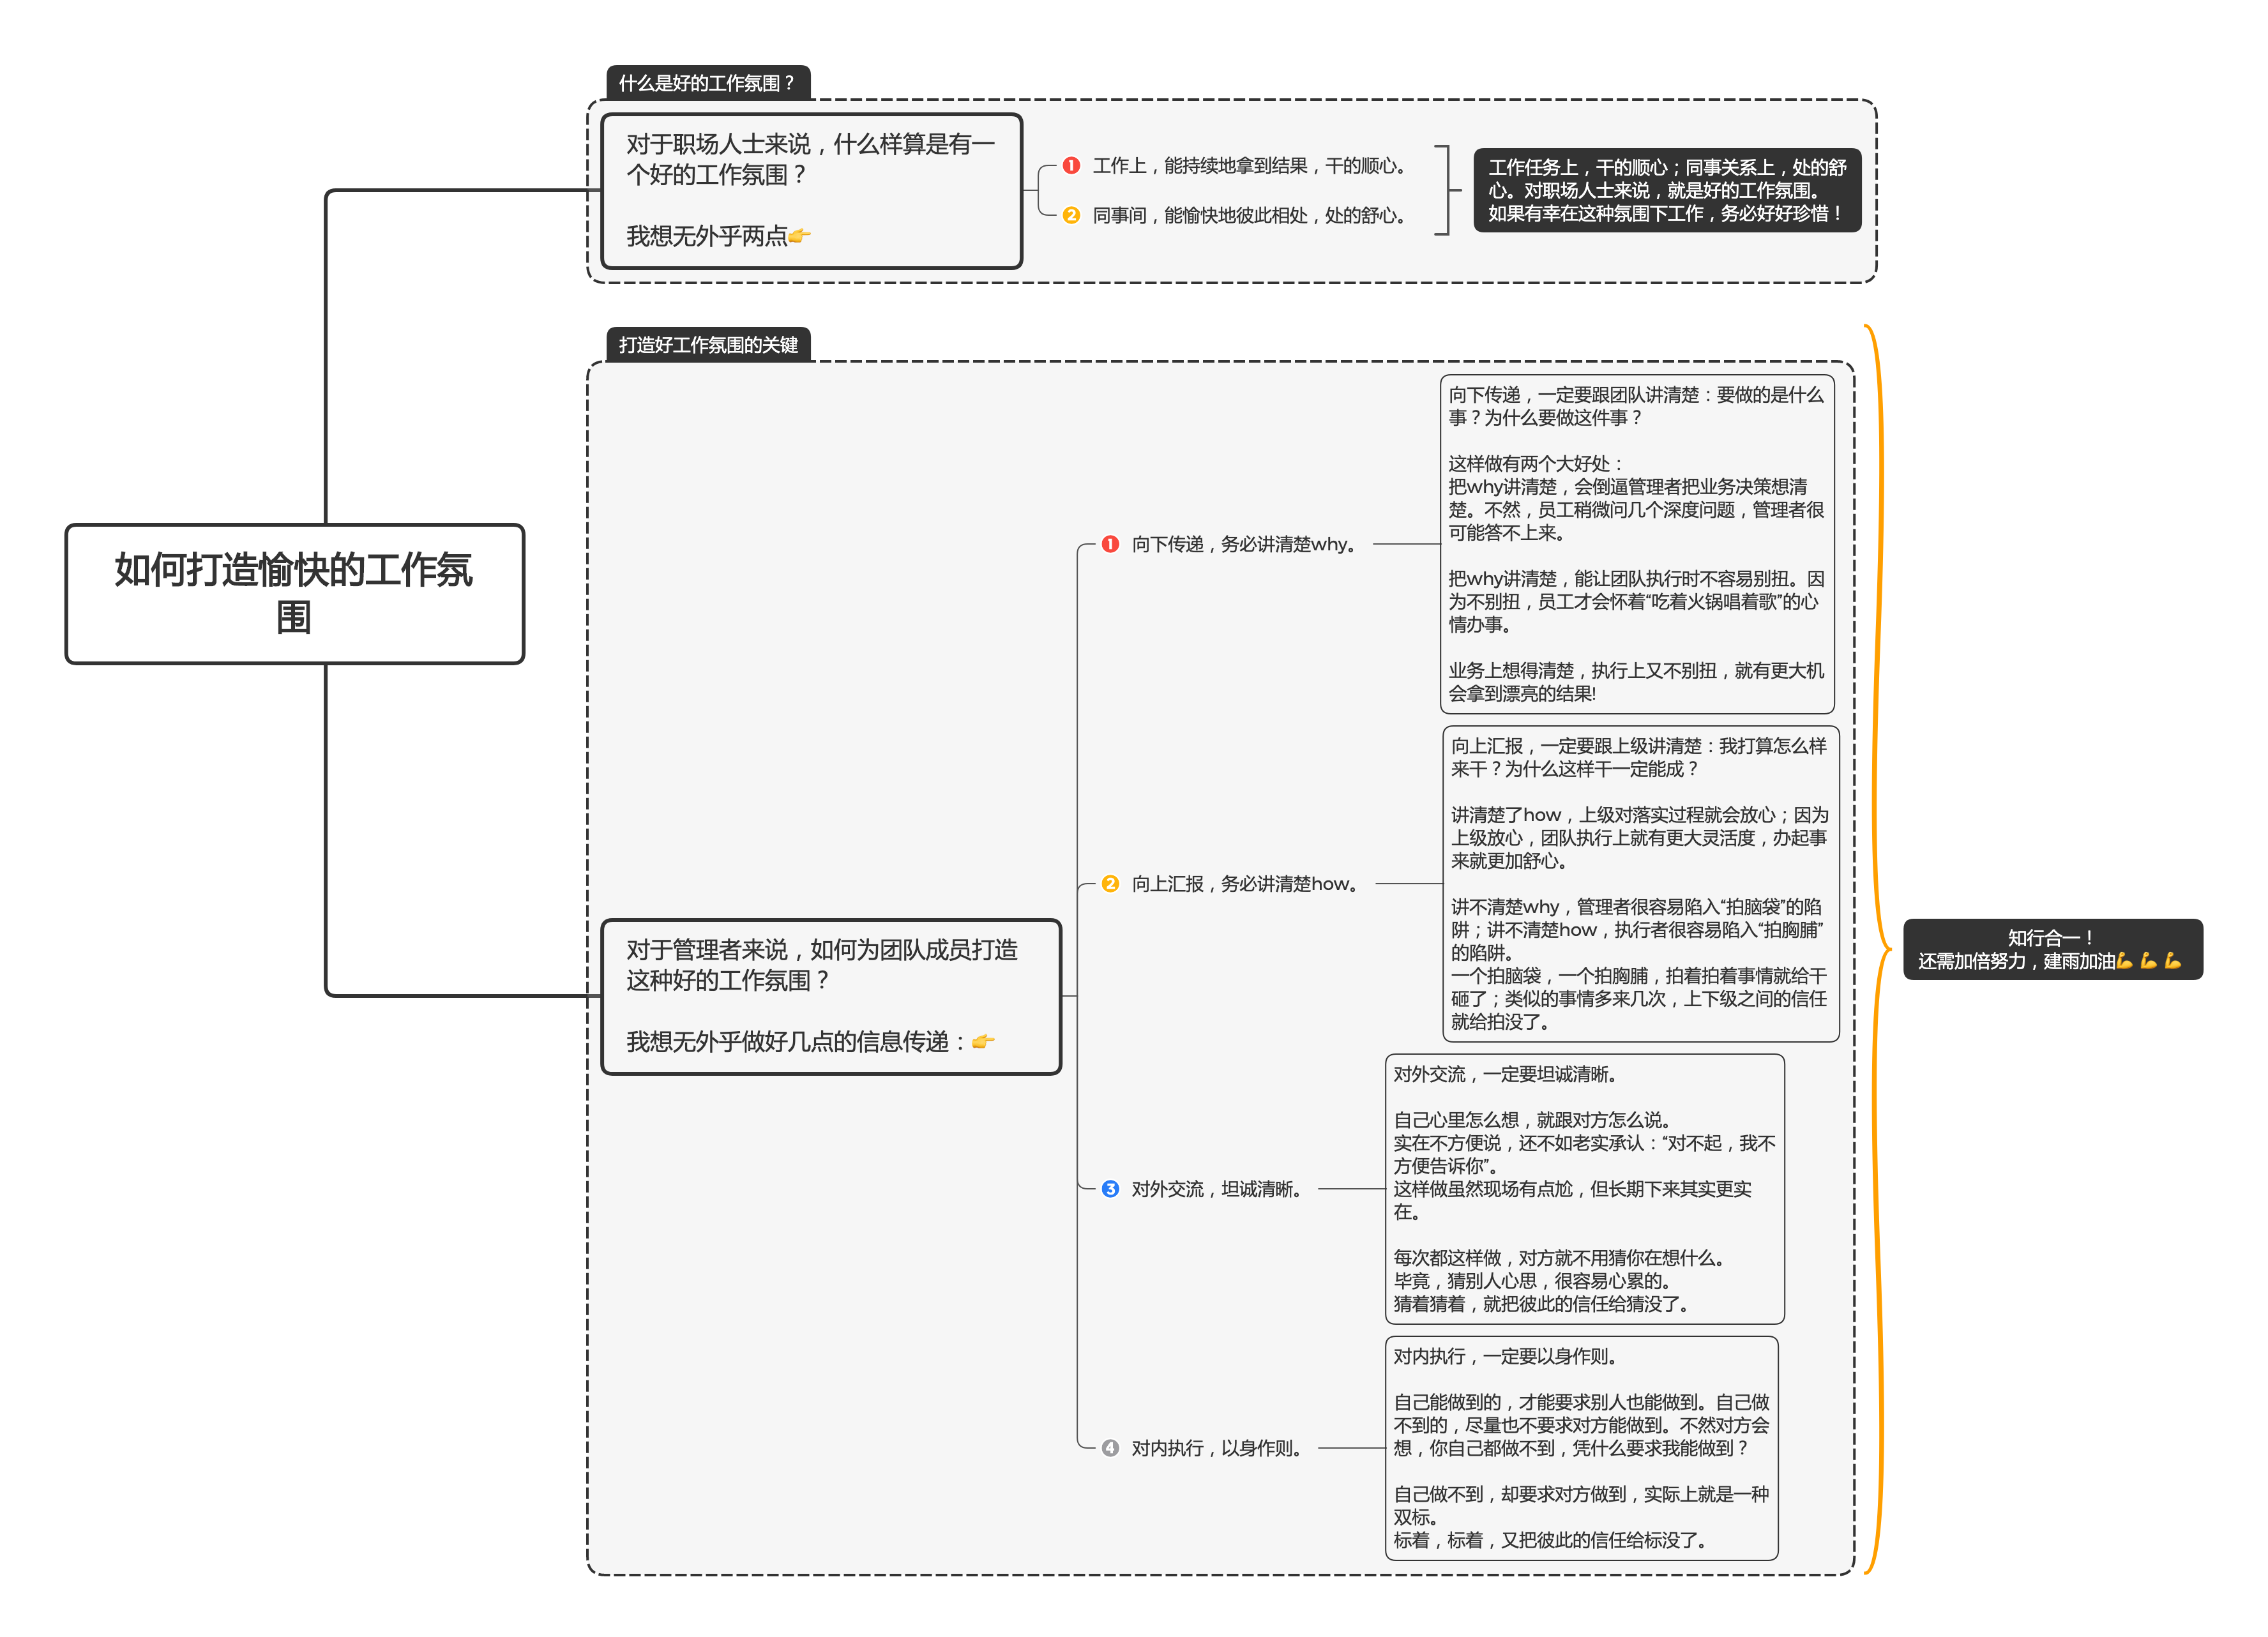 如何打造愉快的工作氛
围
什么是好的工作氛围？
对于职场人士来说，什么样算是有一
个好的工作氛围？
我想无外乎两点👉
1 工作上，能持续地拿到结果，干的顺心。
2 同事间，能愉快地彼此相处，处的舒心。
工作任务上，干的顺心；同事关系上，处的舒
心。对职场人士来说，就是好的工作氛围。
如果有幸在这种氛围下工作，务必好好珍惜！
打造好工作氛围的关键
对于管理者来说，如何为团队成员打造
这种好的工作氛围？
我想无外乎做好几点的信息传递：👉
1 向下传递，务必讲清楚why。
向下传递，一定要跟团队讲清楚：要做的是什么
事？为什么要做这件事？
这样做有两个大好处：
把why讲清楚，会倒逼管理者把业务决策想清
楚。不然，员工稍微问几个深度问题，管理者很
可能答不上来。
把why讲清楚，能让团队执行时不容易别扭。因
为不别扭，员工才会怀着“吃着火锅唱着歌”的心
情办事。
业务上想得清楚，执行上又不别扭，就有更大机
会拿到漂亮的结果!
2 向上汇报，务必讲清楚how。
向上汇报，一定要跟上级讲清楚：我打算怎么样
来干？为什么这样干一定能成？
讲清楚了how，上级对落实过程就会放心；因为
上级放心，团队执行上就有更大灵活度，办起事
来就更加舒心。
讲不清楚why，管理者很容易陷入“拍脑袋”的陷
阱；讲不清楚how，执行者很容易陷入“拍胸脯”
的陷阱。
一个拍脑袋，一个拍胸脯，拍着拍着事情就给干
砸了；类似的事情多来几次，上下级之间的信任
就给拍没了。
3 对外交流，坦诚清晰。
对外交流，一定要坦诚清晰。
自己心里怎么想，就跟对方怎么说。
实在不方便说，还不如老实承认：“对不起，我不
方便告诉你”。
这样做虽然现场有点尬，但长期下来其实更实
在。
每次都这样做，对方就不用猜你在想什么。
毕竟，猜别人心思，很容易心累的。
猜着猜着，就把彼此的信任给猜没了。
4 对内执行，以身作则。
对内执行，一定要以身作则。
自己能做到的，才能要求别人也能做到。自己做
不到的，尽量也不要求对方能做到。不然对方会
想，你自己都做不到，凭什么要求我能做到？
自己做不到，却要求对方做到，实际上就是一种
双标。
标着，标着，又把彼此的信任给标没了。
知行合一！
还需加倍努力，建雨加油💪💪💪